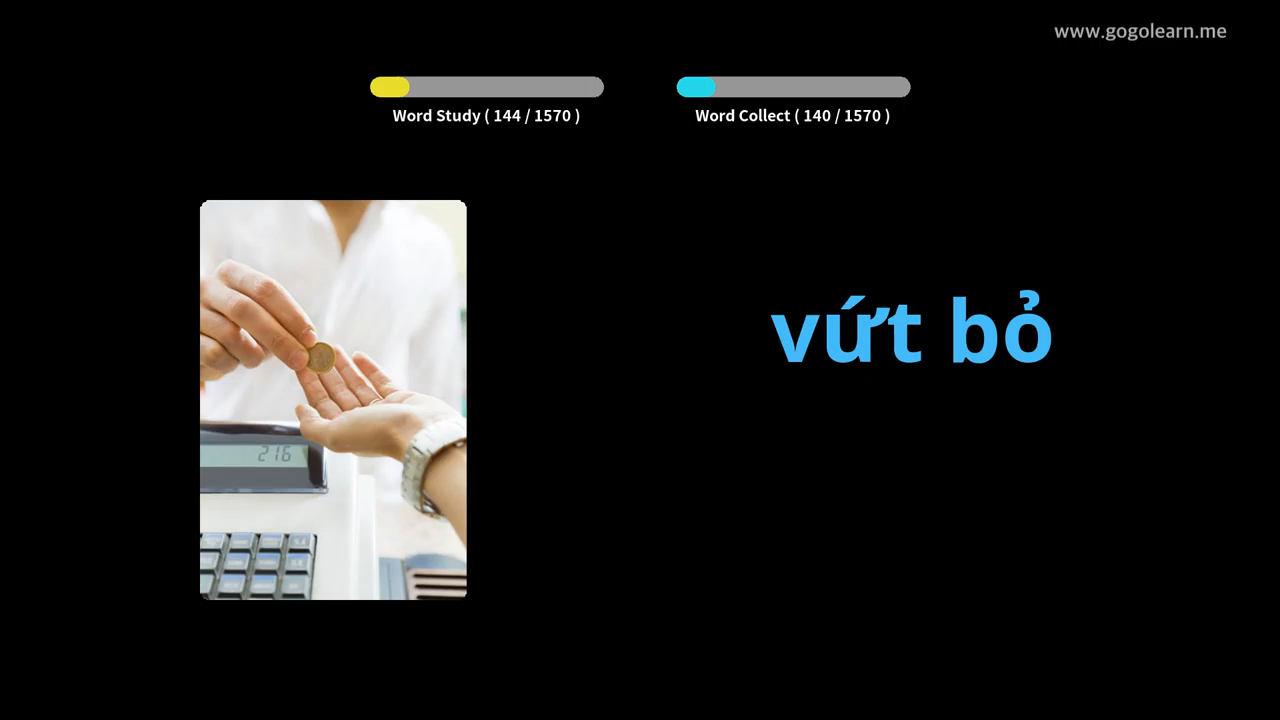 www.gogolearn.me
Word Study ( 144 / 1570 )
Word Collect ( 140 / 1570 )
vứt bỏ
216